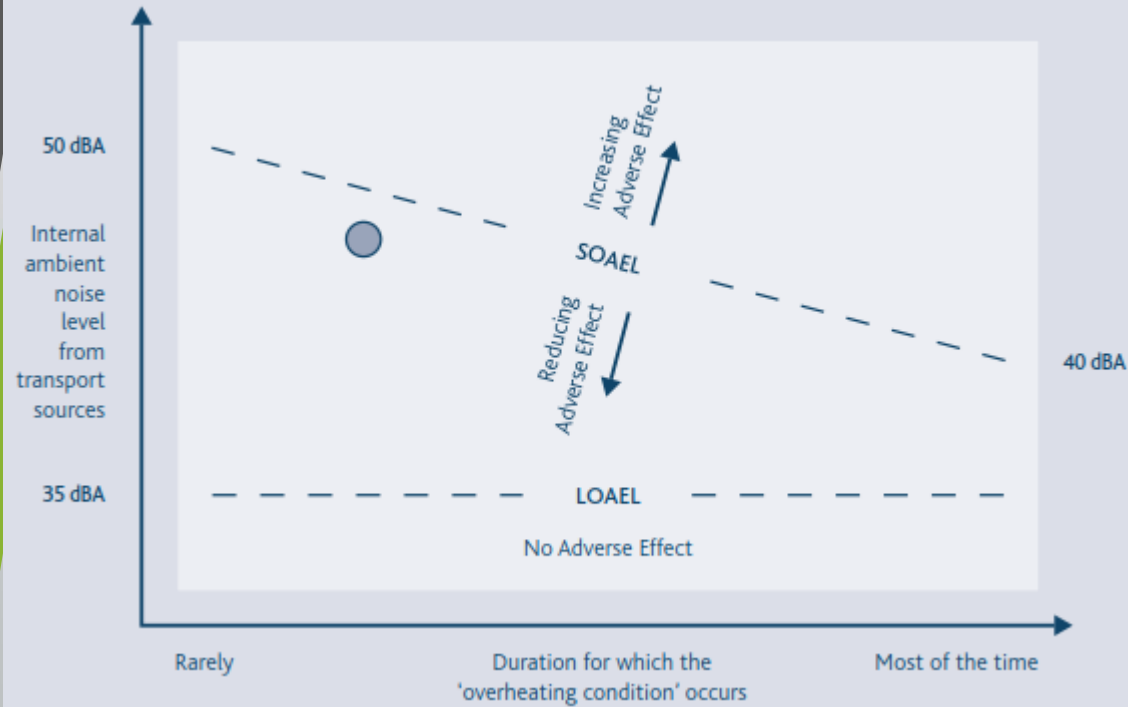 50 dBA
Internal
ambient
noise
level
from
transport
sources
35 dBA
Increasing
Adverse Effect
SOAEL
Reducing
Adverse Effect
40 dBA
LOAEL
No Adverse Effect
Rarely
Duration for which the
'overheating condition' occurs
Most of the time